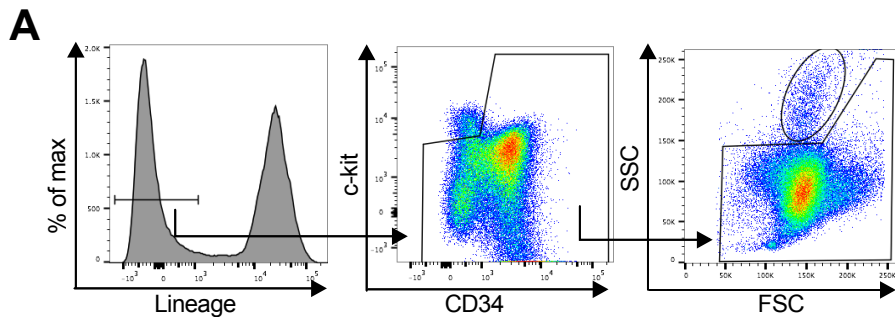 A
% of max
2.0K
1.5K
1.0K
500
0
-10³ 0 10³ 10⁴ 10⁵
Lineage
c-kit
10⁵
10⁴
10³
0
-10³
-10³ 0 10³ 10⁴ 10⁵
CD34
SSC
250K
200K
150K
100K
50K
0
0 50K 100K 150K 200K 250K
FSC